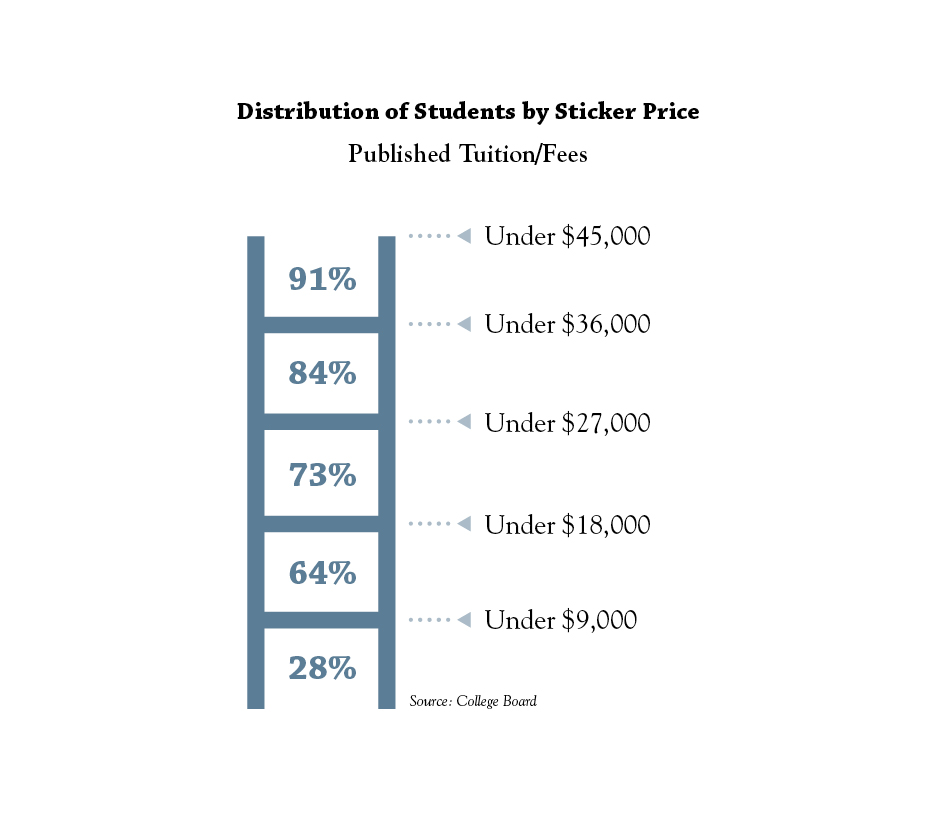 Distribution of Students by Sticker Price
Published Tuition/Fees
Under $45,000
91%
Under $36,000
84%
Under $27,000
73%
Under $18,000
64%
Under $9,000
28%
Source: College Board